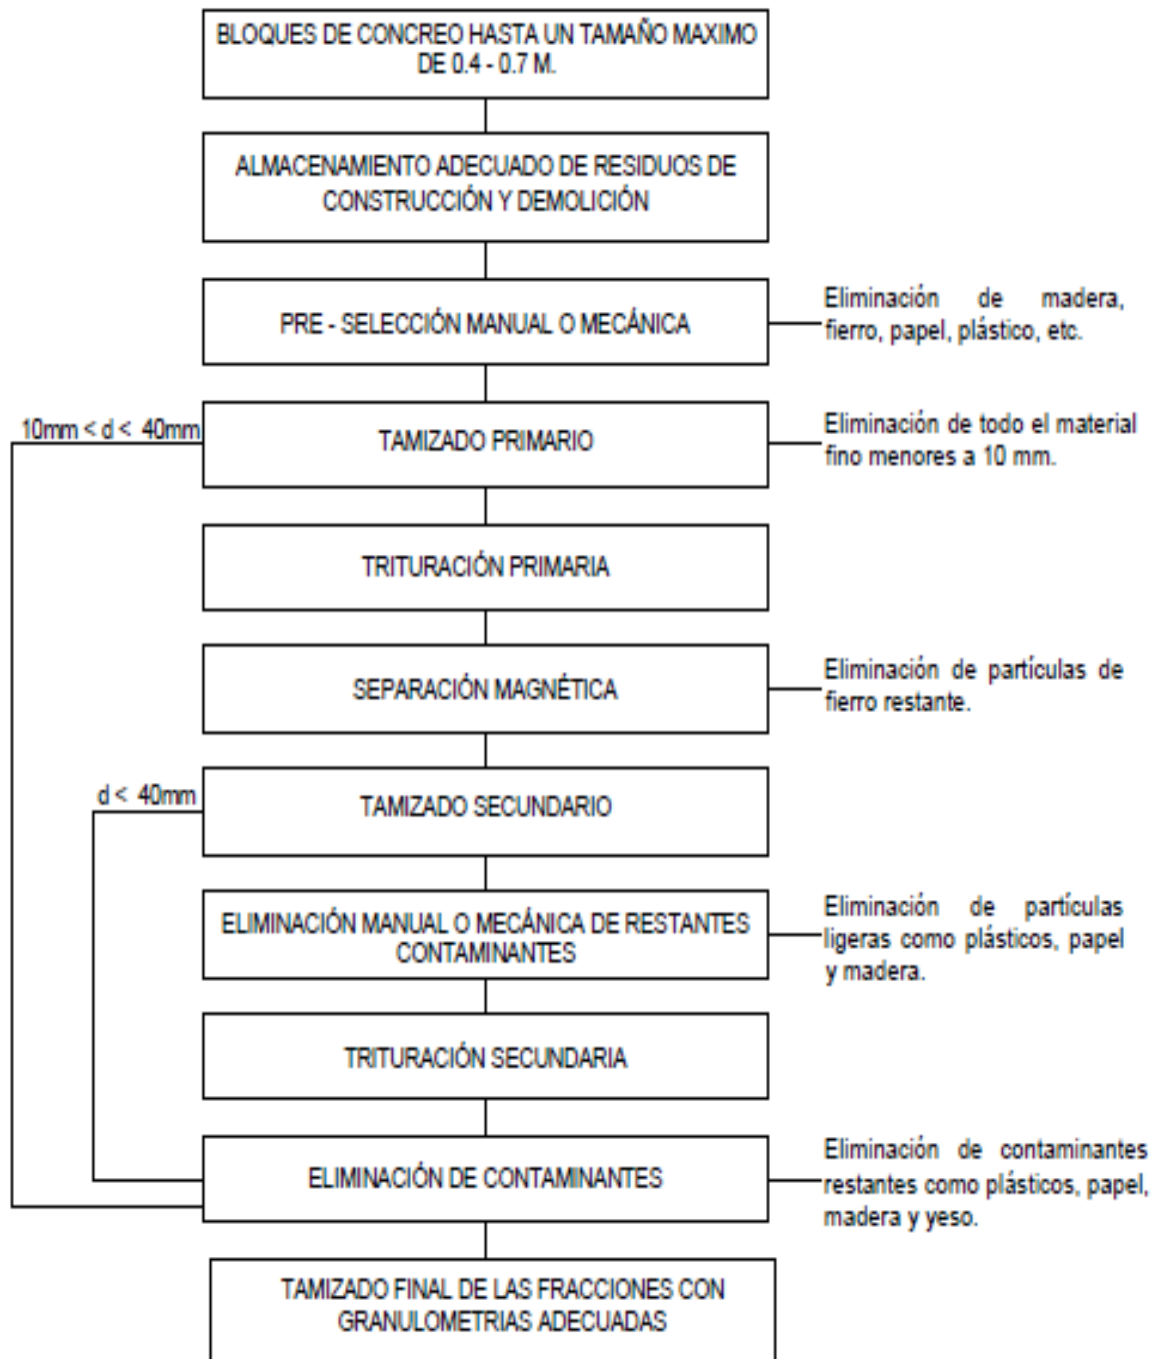 BLOQUES DE CONCREO HASTA UN TAMAÑO MAXIMO
DE 0.4 - 0.7 M.
ALMACENAMIENTO ADECUADO DE RESIDUOS DE
CONSTRUCCIÓN Y DEMOLICIÓN
PRE - SELECCIÓN MANUAL O MECÁNICA
Eliminación de madera,
fierro, papel, plástico, etc.
10mm < d < 40mm
TAMIZADO PRIMARIO
Eliminación de todo el material
fino menores a 10 mm.
TRITURACIÓN PRIMARIA
SEPARACIÓN MAGNÉTICA
Eliminación de partículas de
fierro restante.
d < 40mm
TAMIZADO SECUNDARIO
ELIMINACIÓN MANUAL O MECÁNICA DE RESTANTES
CONTAMINANTES
Eliminación de partículas
ligeras como plásticos, papel
y madera.
TRITURACIÓN SECUNDARIA
ELIMINACIÓN DE CONTAMINANTES
Eliminación de contaminantes
restantes como plásticos, papel,
madera y yeso.
TAMIZADO FINAL DE LAS FRACCIONES CON
GRANULOMETRIAS ADECUADAS